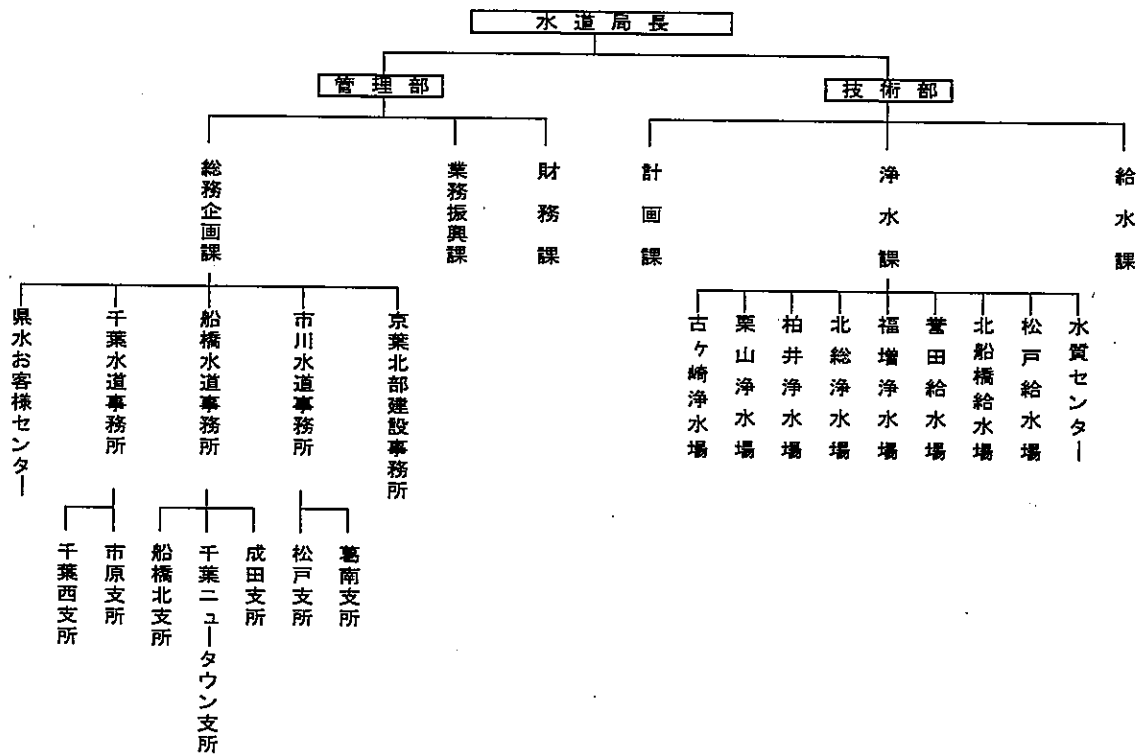 水道局長
管理部
技術部
総務企画課
業務振興課
財務課
計画課
浄水課
給水課
県水お客様センター
千葉水道事務所
船橋水道事務所
市川水道事務所
京葉北部建設事務所
古ヶ崎浄水場
栗山浄水場
柏井浄水場
北総浄水場
福増浄水場
誉田給水場
北船橋給水場
松戸給水場
水質センター
千葉西支所
市原支所
船橋北支所
千葉ニュータウン支所
成田支所
松戸支所
葛南支所